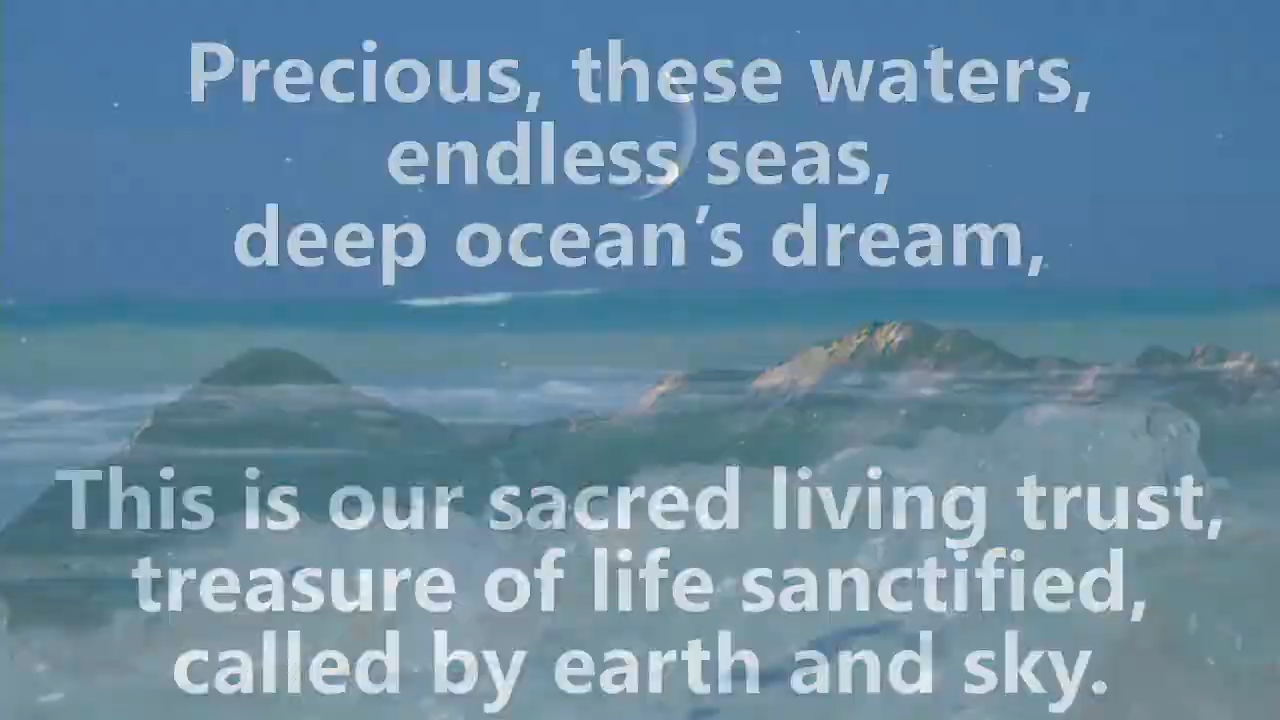 Precious, these waters,
endless seas,
deep ocean’s dream,
This is our sacred living trust,
treasure of life sanctified,
called by earth and sky.